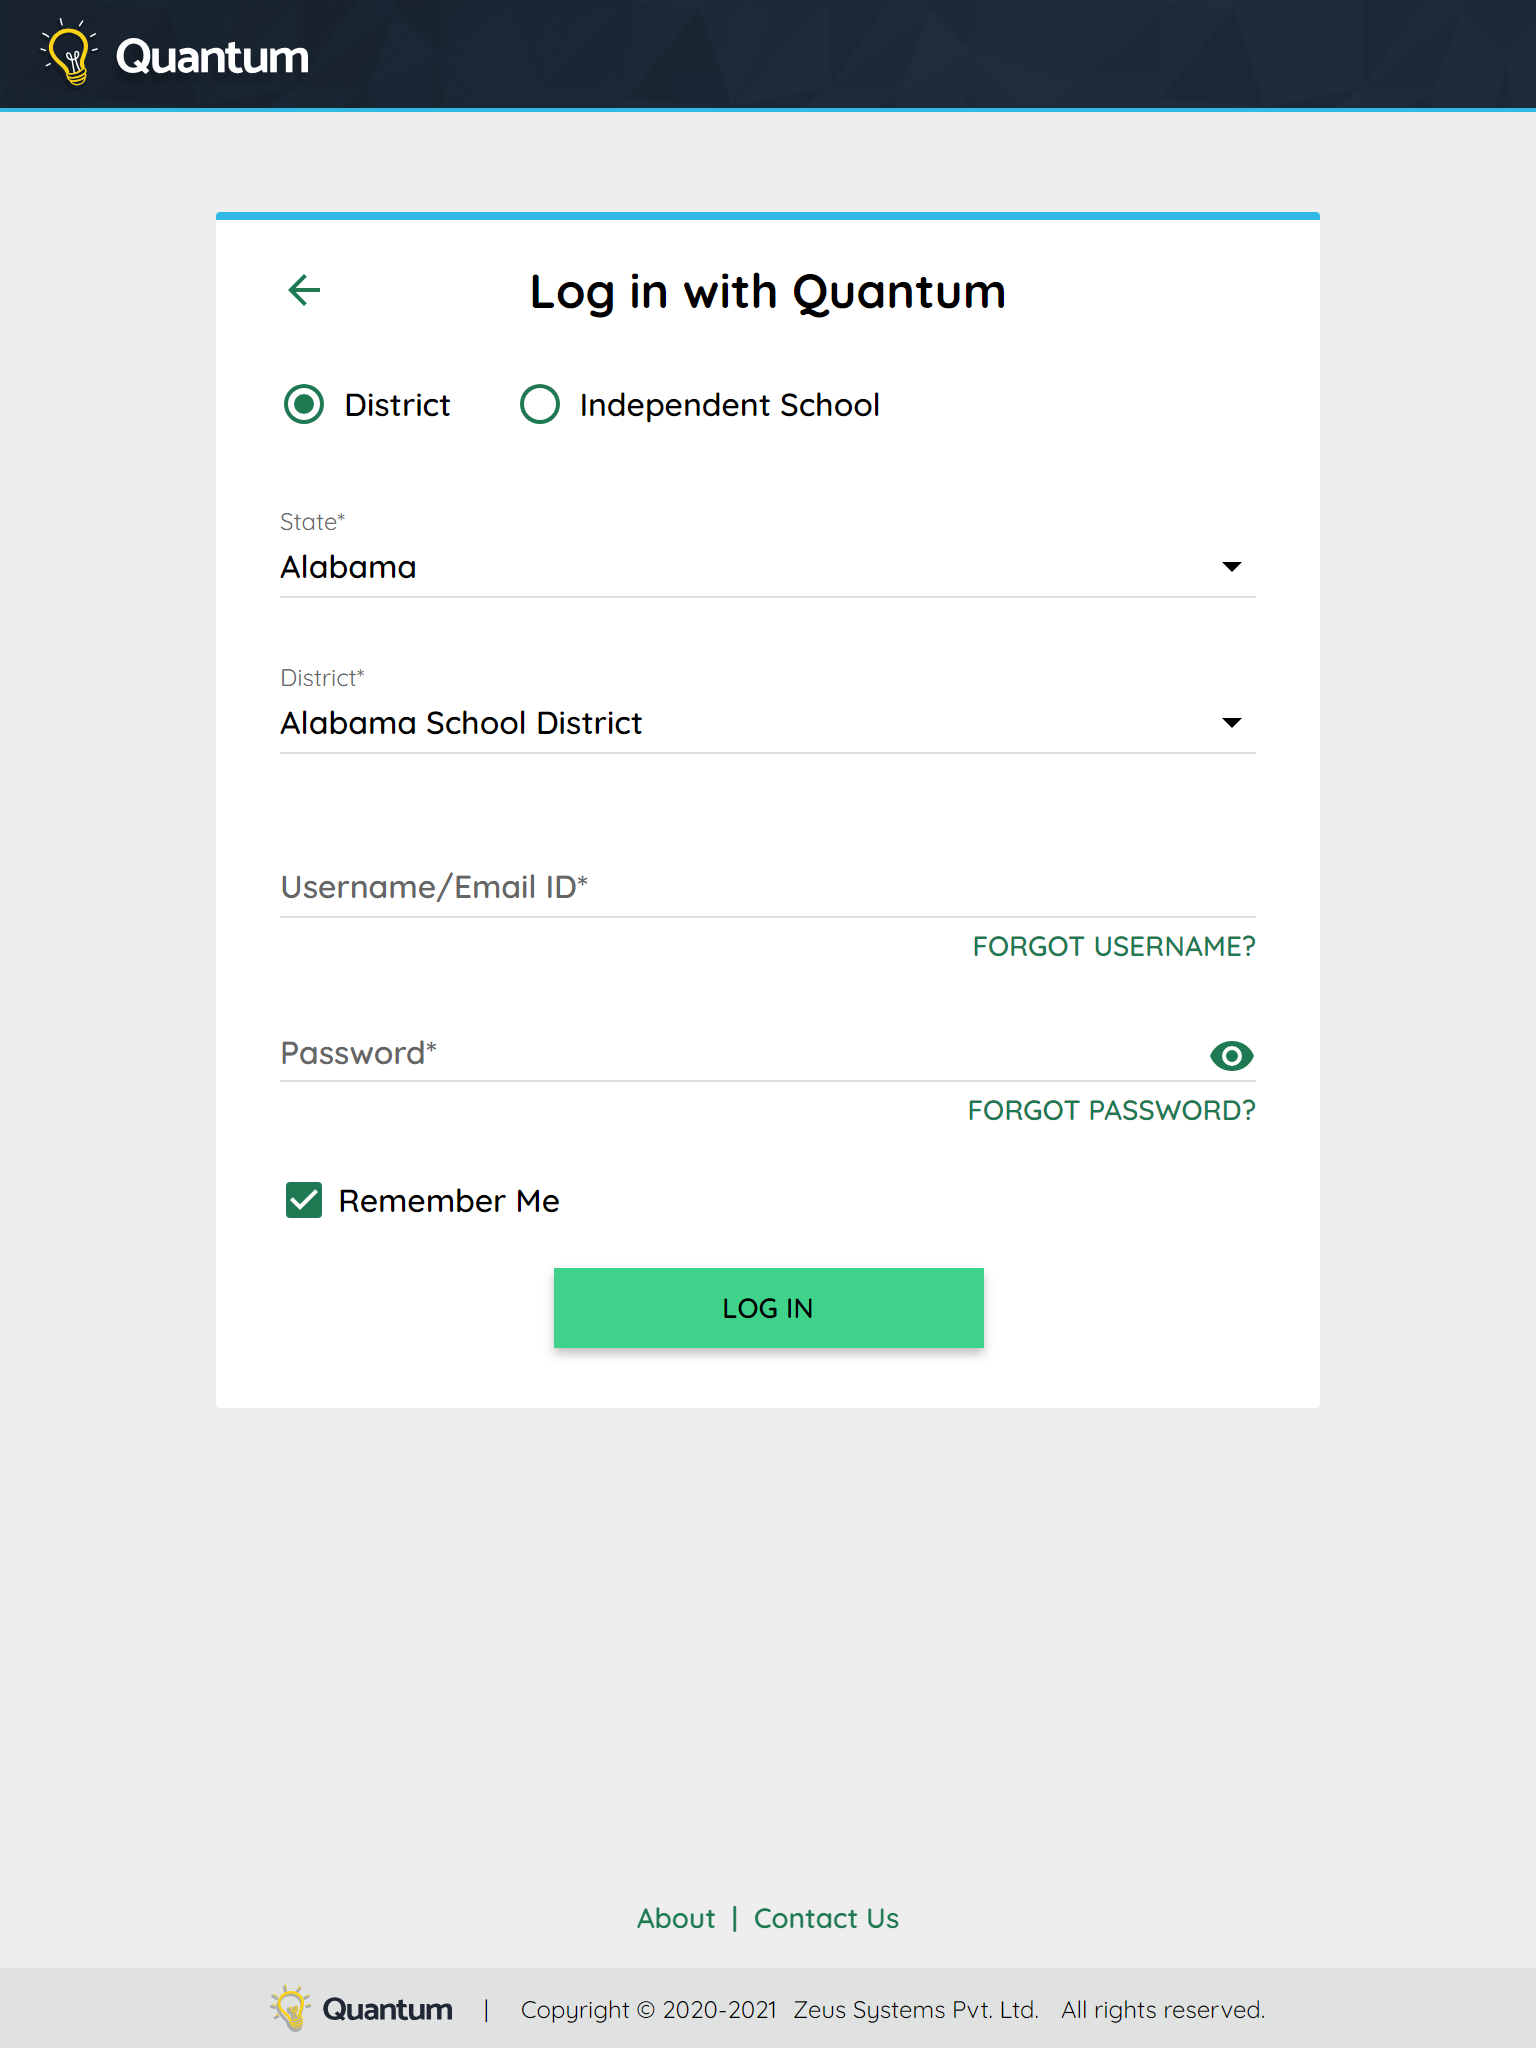 Quantum
Log in with Quantum
District
Independent School
State*
Alabama
District*
Alabama School District
Username/Email ID*
FORGOT USERNAME?
Password*
FORGOT PASSWORD?
Remember Me
LOG IN
About | Contact Us
Quantum | Copyright © 2020-2021 Zeus Systems Pvt. Ltd. All rights reserved.